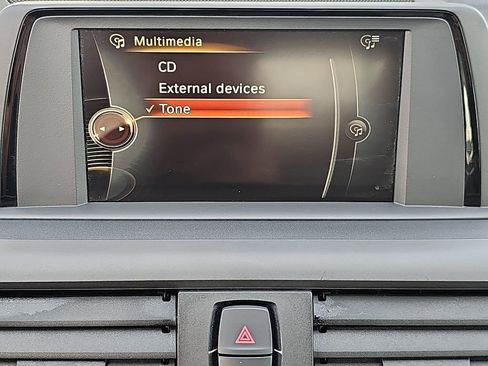 Multimedia
CD
External devices
Tone